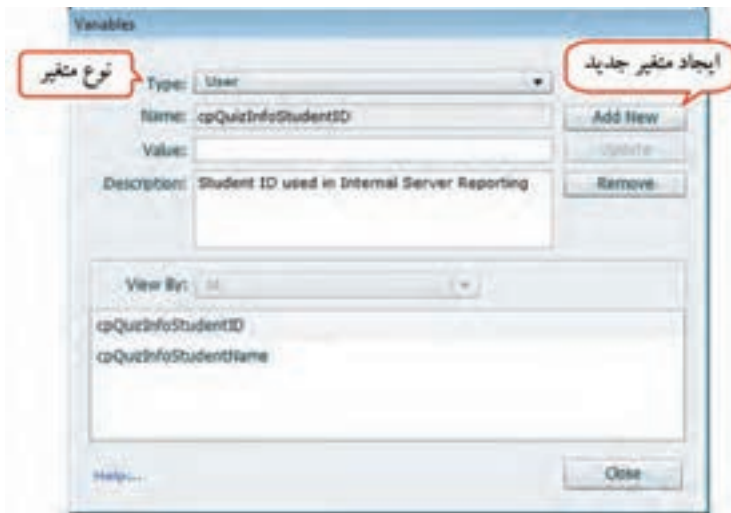 Variables
نوع متغیر
ایجاد متغیر جدید
Type: User
Name: cpQuizInfoStudentID
Add New
Value:
Update
Description: Student ID used in Internal Server Reporting
Remove
View By:
cpQuizInfoStudentID
cpQuizInfoStudentName
Help...
Close